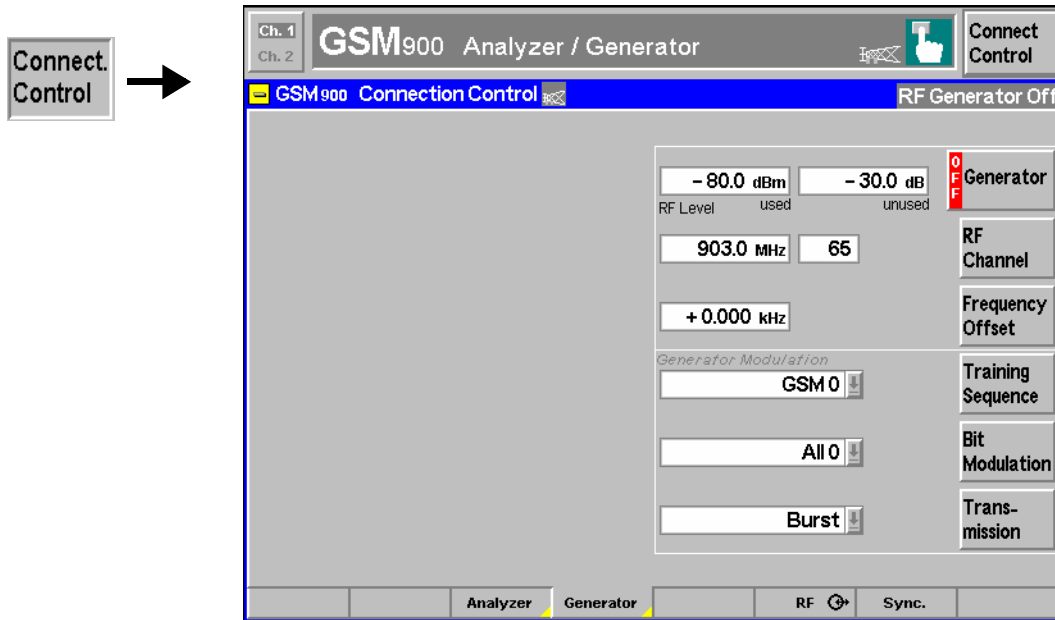 Connect.
Control
Ch. 1
Ch. 2
GSM900 Analyzer / Generator
Connect
Control
GSM900 Connection Control
RF Generator Off
- 80.0 dBm
- 30.0 dB
OFF
Generator
RF Level used
unused
903.0 MHz
65
RF
Channel
+ 0.000 kHz
Frequency
Offset
Generator Modulation
GSM 0
Training
Sequence
All 0
Bit
Modulation
Burst
Trans-
mission
Analyzer
Generator
RF
Sync.